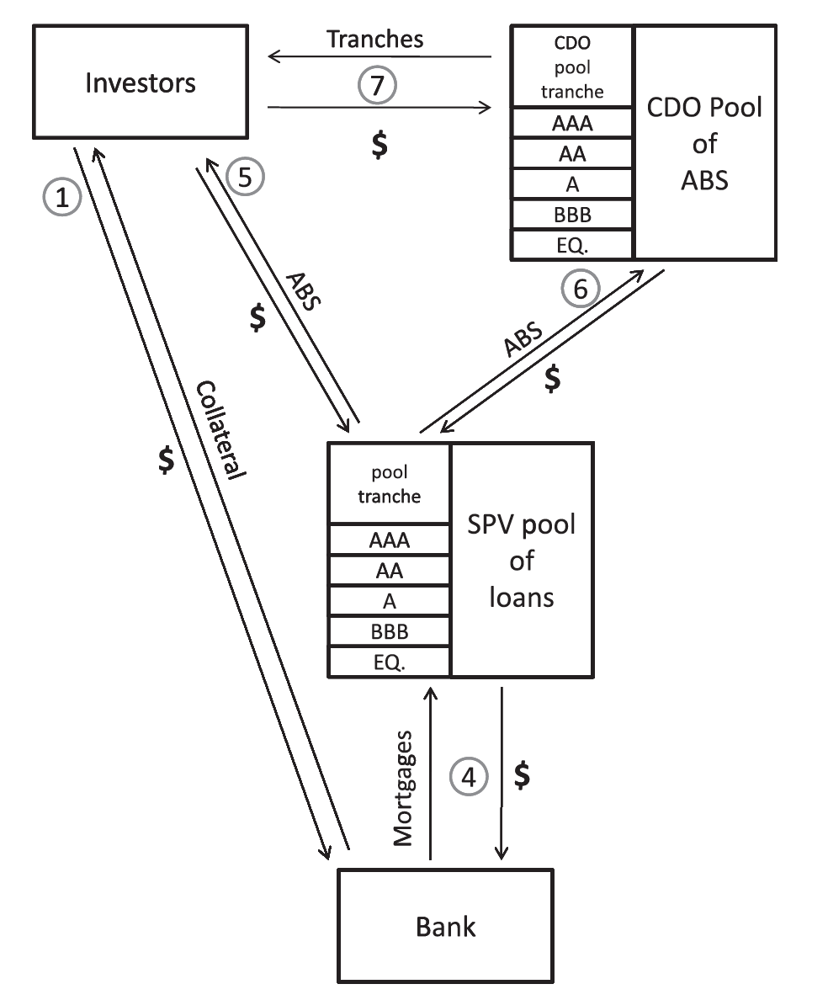 Investors
Tranches
7
$
CDO
pool
tranche
AAA
AA
A
BBB
EQ.
CDO Pool
of
ABS
1
5
ABS
$
6
ABS
$
Collateral
$
pool
tranche
AAA
AA
A
BBB
EQ.
SPV pool
of
loans
Mortgages
4
$
Bank